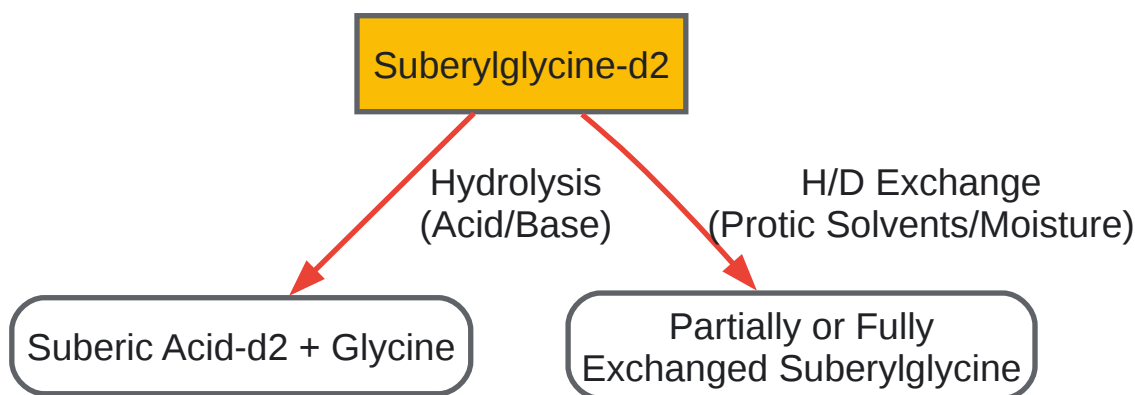 Suberylglycine-d2
Hydrolysis
(Acid/Base)
H/D Exchange
(Protic Solvents/Moisture)
Suberic Acid-d2 + Glycine
Partially or Fully
Exchanged Suberylglycine